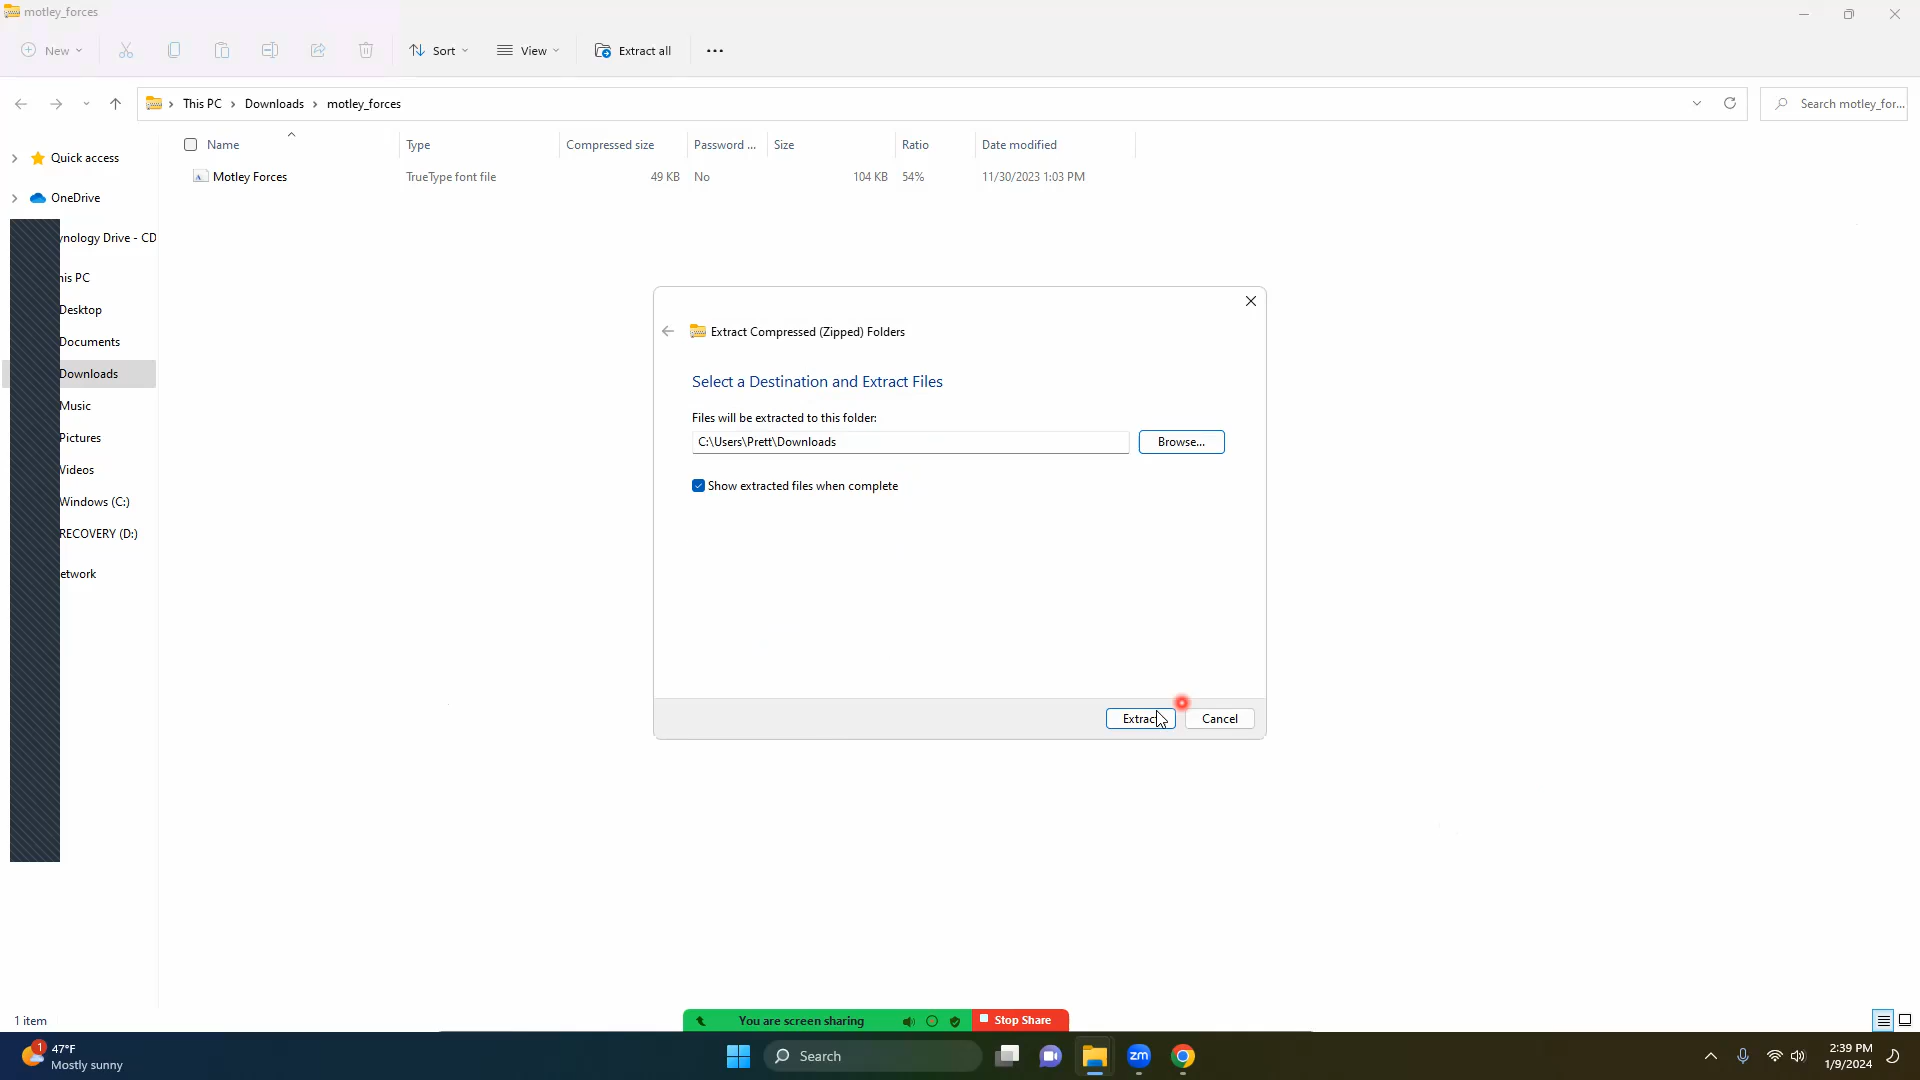 motley_forces
New
Sort
View
Extract all
This PC
Downloads
motley_forces
Search motley_for...
Name
Type
Compressed size
Password ...
Size
Ratio
Date modified
Motley Forces
TrueType font file
49 KB
No
104 KB
54%
11/30/2023 1:03 PM
Quick access
OneDrive
ynology Drive - CD
his PC
Desktop
Documents
Downloads
Music
Pictures
Videos
Windows (C:)
RECOVERY (D:)
etwork
Extract Compressed (Zipped) Folders
Select a Destination and Extract Files
Files will be extracted to this folder:
C:\Users\Prett\Downloads
Browse...
Show extracted files when complete
Extract
Cancel
1 item
You are screen sharing
Stop Share
1
47°F
Mostly sunny
Search
zm
2:39 PM
1/9/2024